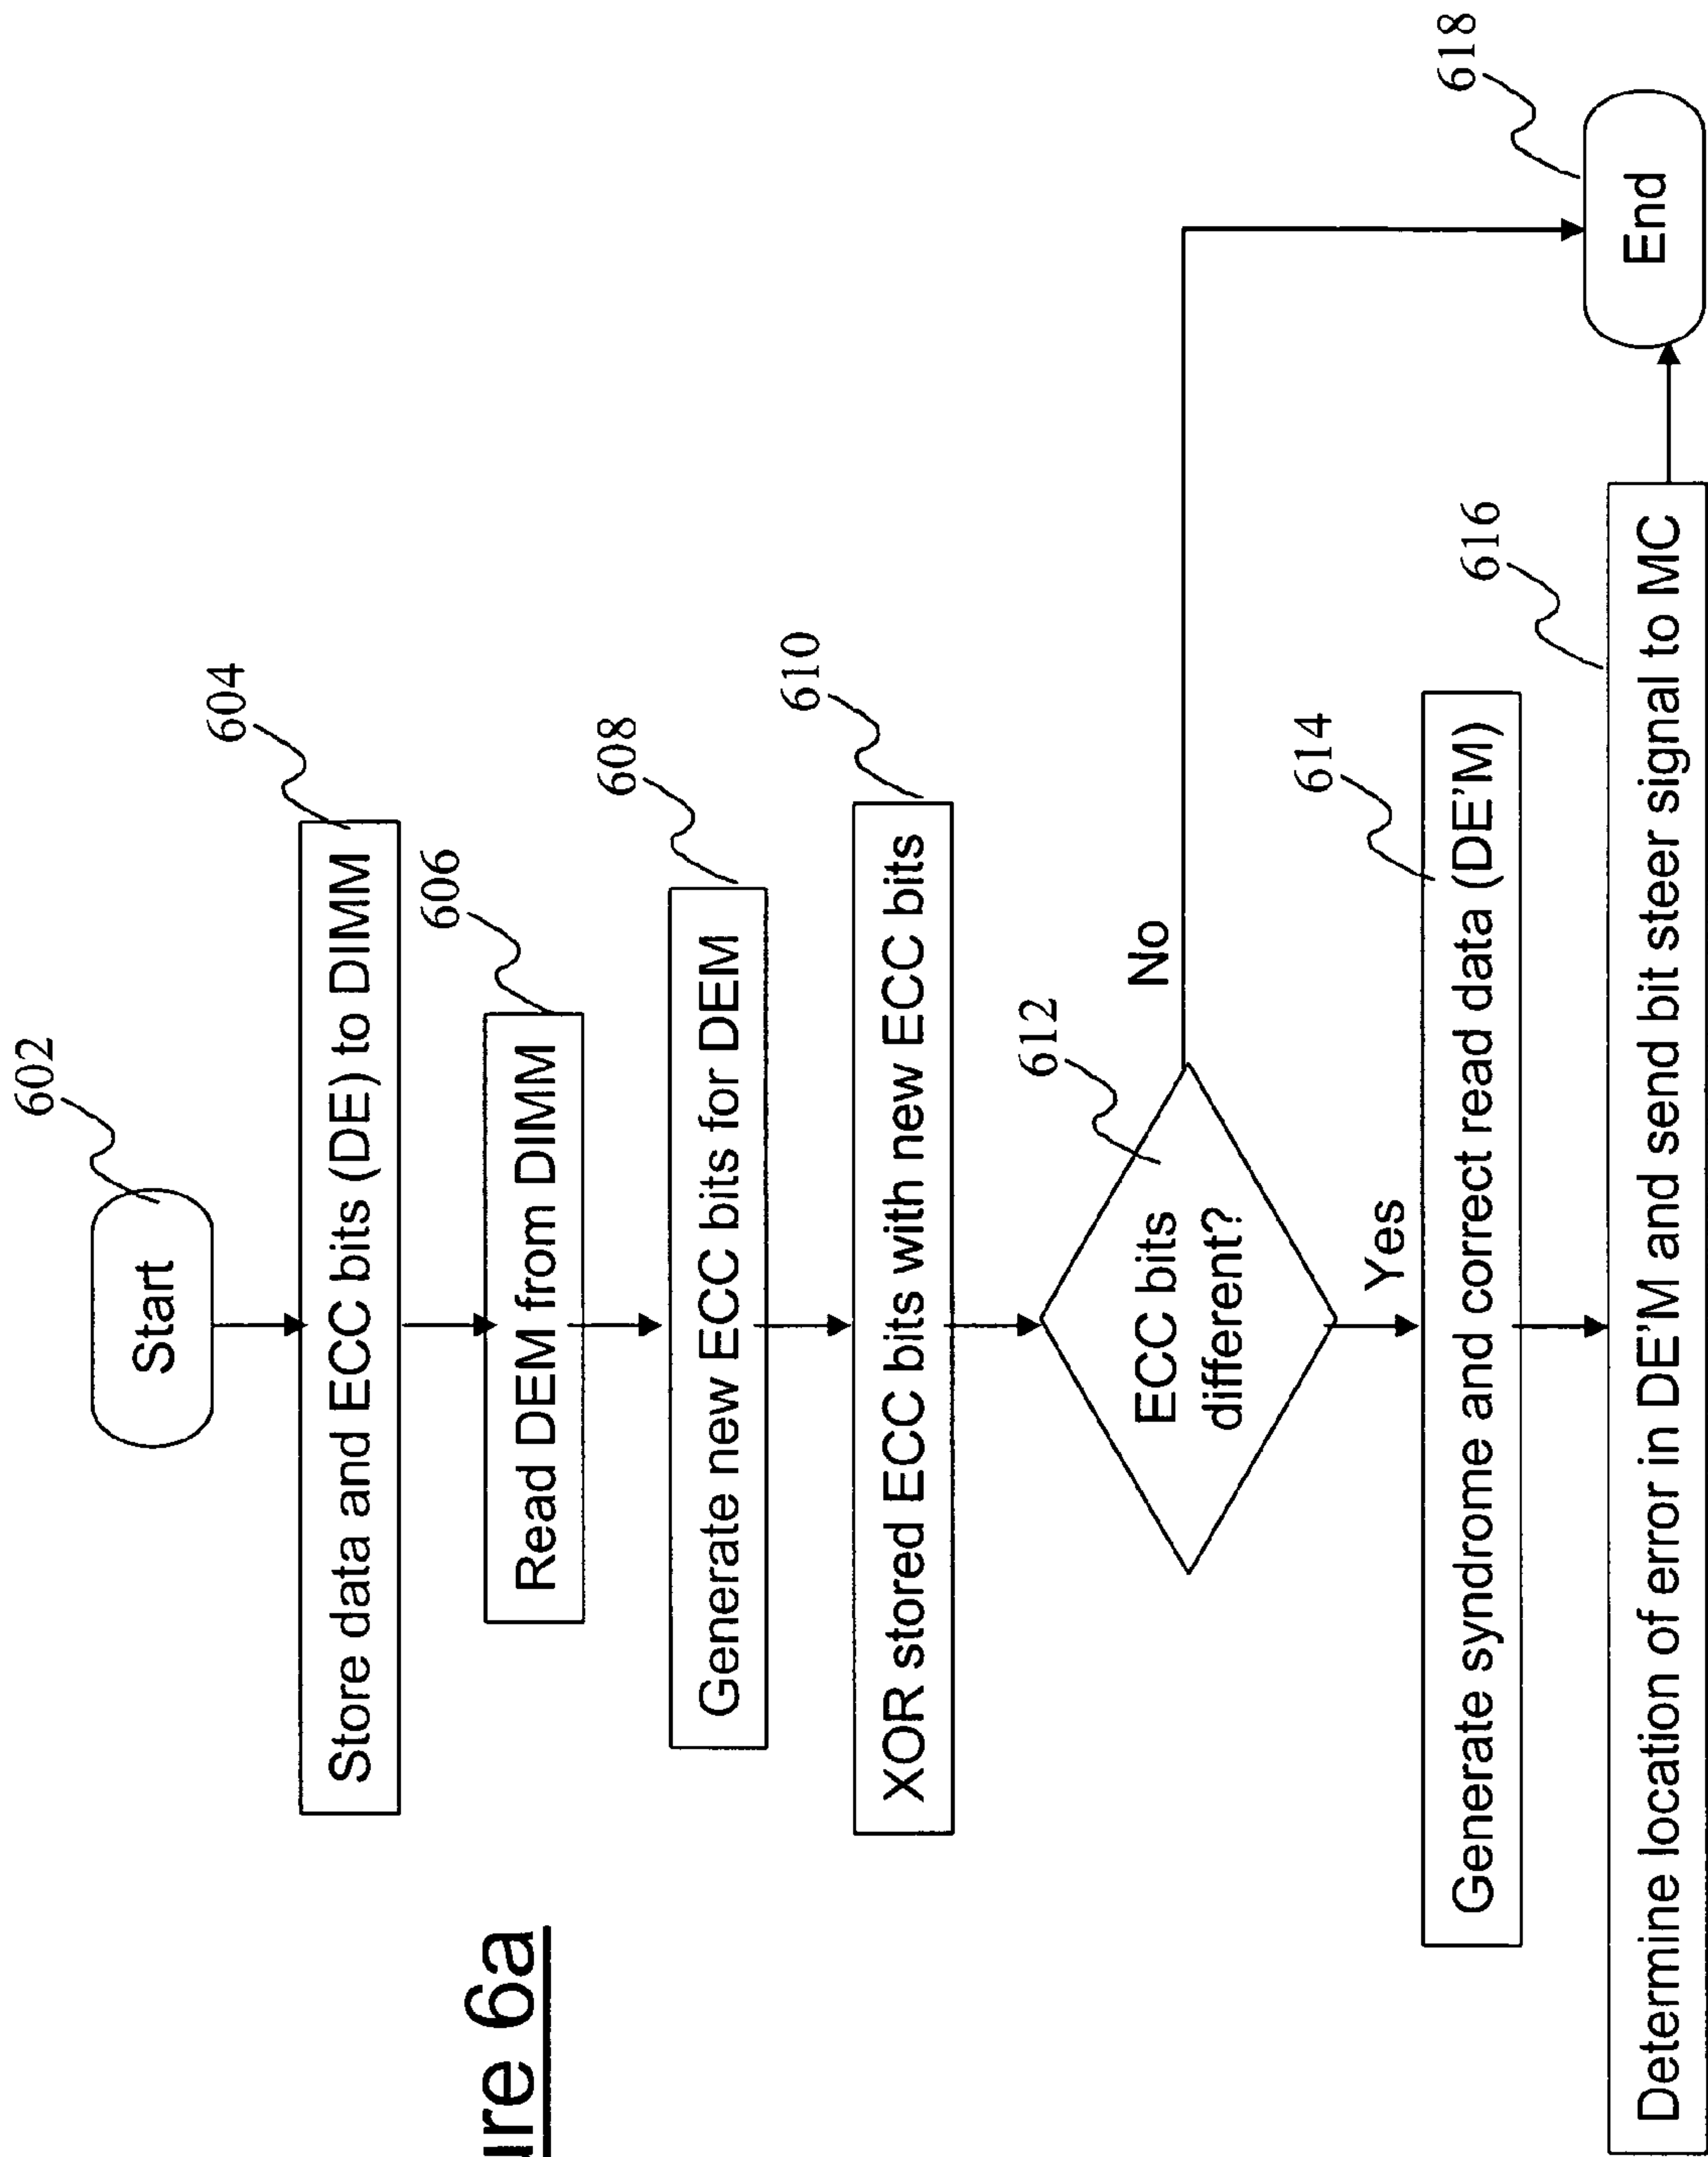 602
Start
604
Store data and ECC bits (DE) to DIMM
606
Read DEM from DIMM
608
Generate new ECC bits for DEM
610
XOR stored ECC bits with new ECC bits
612
ECC bits
different?
No
Yes
614
Generate syndrome and correct read data (DE’M)
616
Determine location of error in DE’M and send bit steer signal to MC
618
End
6a